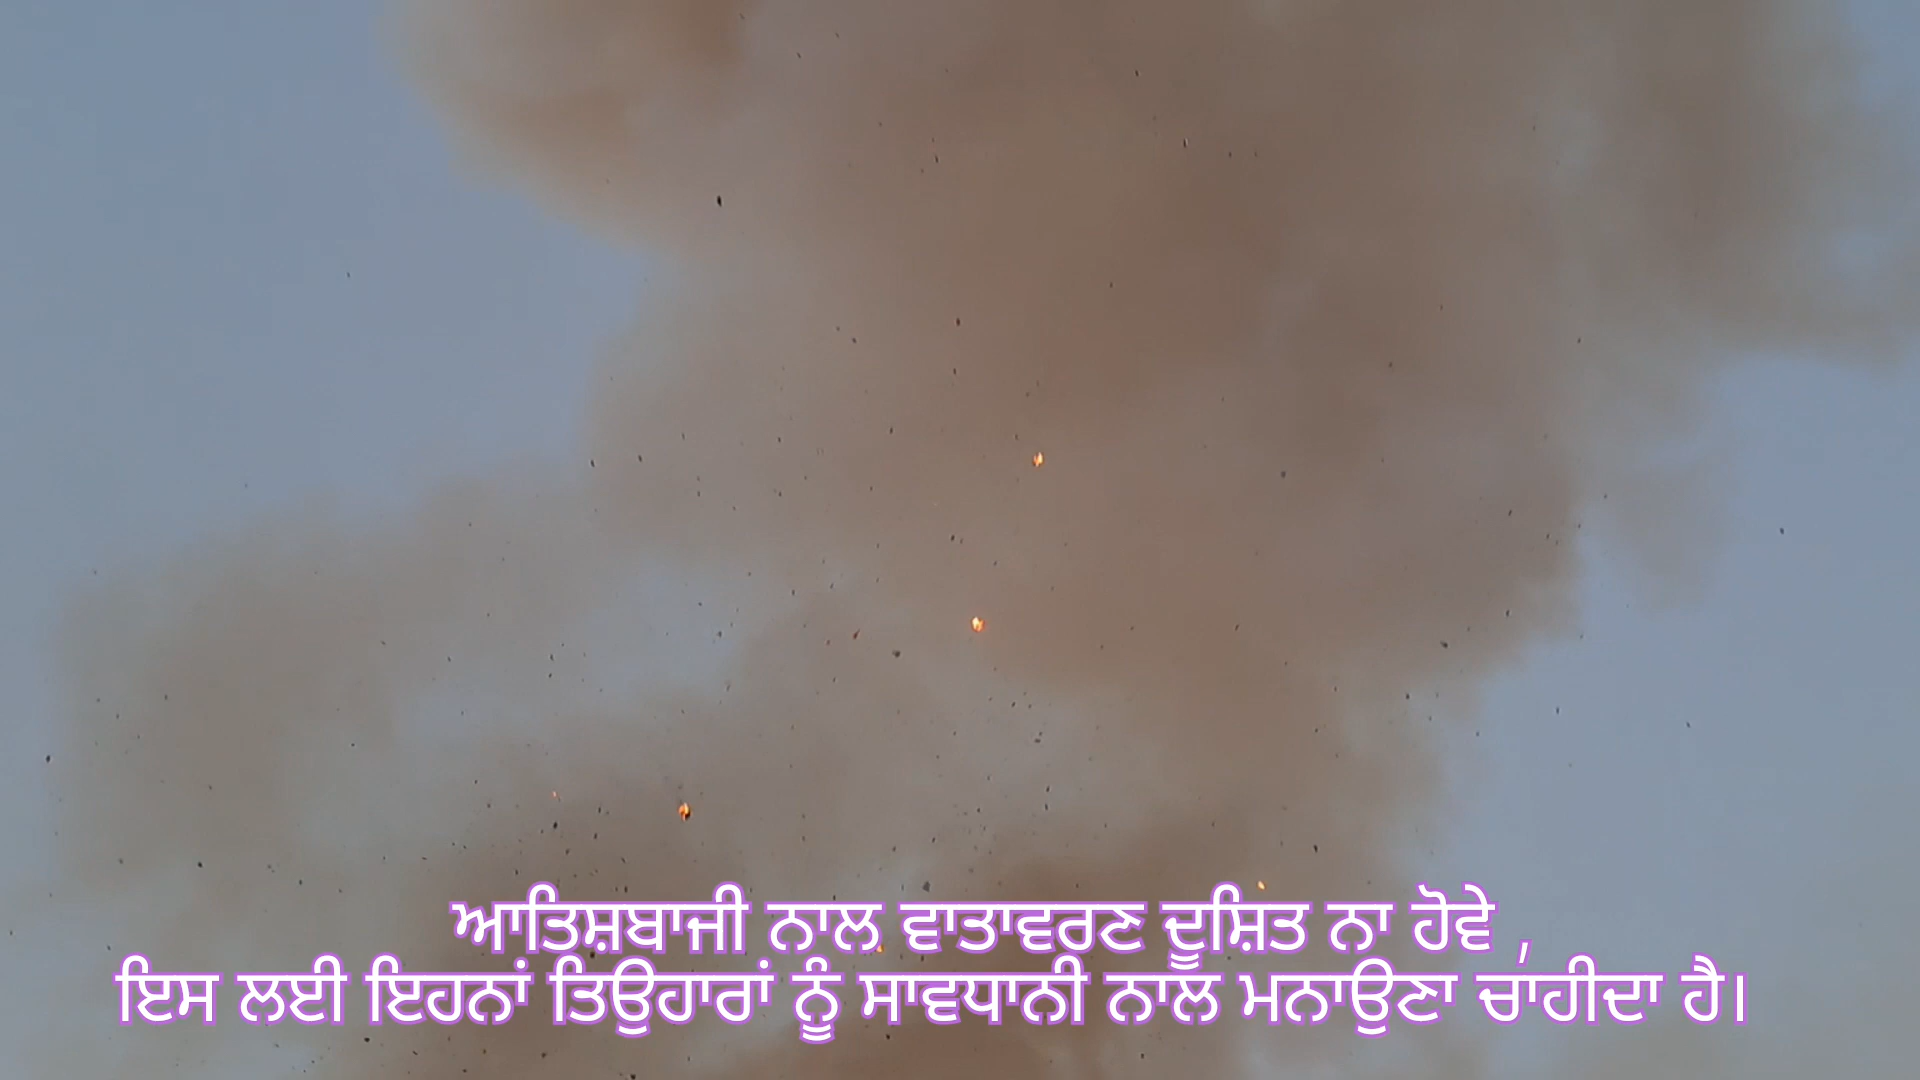 ਆਤਿਸ਼ਬਾਜੀ ਨਾਲ ਵਾਤਾਵਰਣ ਦੂਸ਼ਿਤ ਨਾ ਹੋਵੇ ,
ਇਸ ਲਈ ਇਹਨਾਂ ਤਿਉਹਾਰਾਂ ਨੂੰ ਸਾਵਧਾਨੀ ਨਾਲ ਮਨਾਉਣਾ ਚਾਹੀਦਾ ਹੈ।